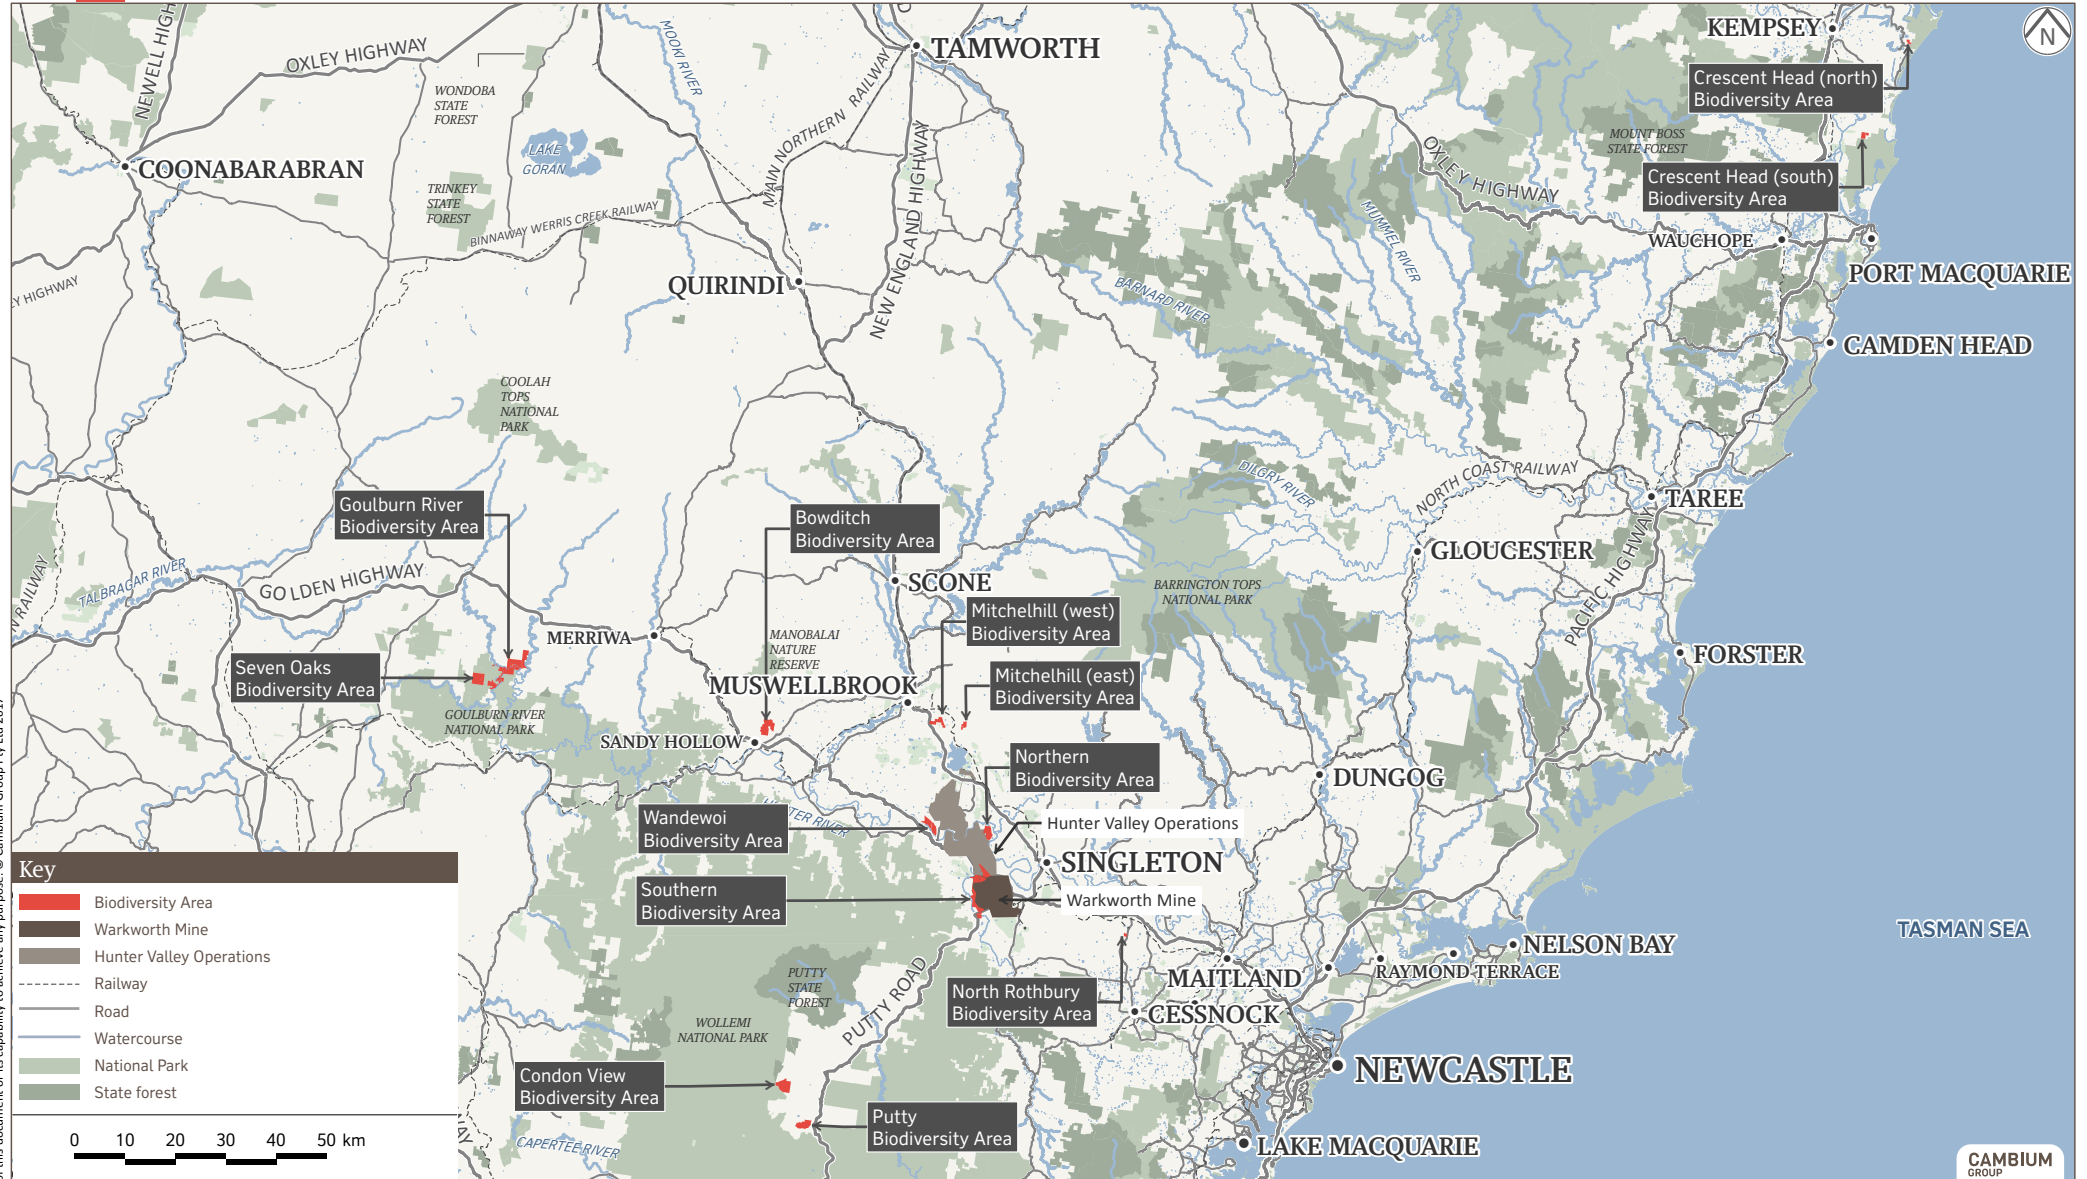 KEMPSEY
N
TAMWORTH
OXLEY HIGHWAY
NEWELL HIGH
MOOKI RIVER
Crescent Head (north)
Biodiversity Area
WONDOBA
STATE
FOREST
MAIN NORTHERN RAILWAY
MOUNT BOSS
STATE FOREST
LAKE
GORAN
COONABARABRAN
OXLEY HIGHWAY
Crescent Head (south)
Biodiversity Area
TRINKEY
STATE
FOREST
BINNAWAY WERRIS CREEK RAILWAY
NEW ENGLAND HIGHWAY
MUMMEL RIVER
WAUCHOPE
PORT MACQUARIE
QUIRINDI
Y HIGHWAY
BARNARD RIVER
CAMDEN HEAD
COOLAH
TOPS
NATIONAL
PARK
DILGRY RIVER
NORTH COAST RAILWAY
TAREE
Goulburn River
Biodiversity Area
Bowditch
Biodiversity Area
GLOUCESTER
PACIFIC HIGHWAY
RAILWAY
TALBRAGAR RIVER
GOLDEN HIGHWAY
SCONE
BARRINGTON TOPS
NATIONAL PARK
Mitchelhill (west)
Biodiversity Area
MERRIWA
MANOBALAI
NATURE
RESERVE
FORSTER
Seven Oaks
Biodiversity Area
Mitchelhill (east)
Biodiversity Area
MUSWELLBROOK
GOULBURN RIVER
NATIONAL PARK
SANDY HOLLOW
Northern
Biodiversity Area
DUNGOG
Wandewoi
Biodiversity Area
TER RIVER
Hunter Valley Operations
SINGLETON
Southern
Biodiversity Area
Warkworth Mine
TASMAN SEA
NELSON BAY
RAYMOND TERRACE
MAITLAND
PUTTY
STATE
FOREST
PUTTY ROAD
North Rothbury
Biodiversity Area
CESSNOCK
WOLLEMI
NATIONAL PARK
NEWCASTLE
Condon View
Biodiversity Area
Putty
Biodiversity Area
CAPERTEE RIVER
LAKE MACQUARIE
Key
Biodiversity Area
Warkworth Mine
Hunter Valley Operations
Railway
Road
Watercourse
National Park
State forest
0 10 20 30 40 50 km
CAMBIUM
GROUP